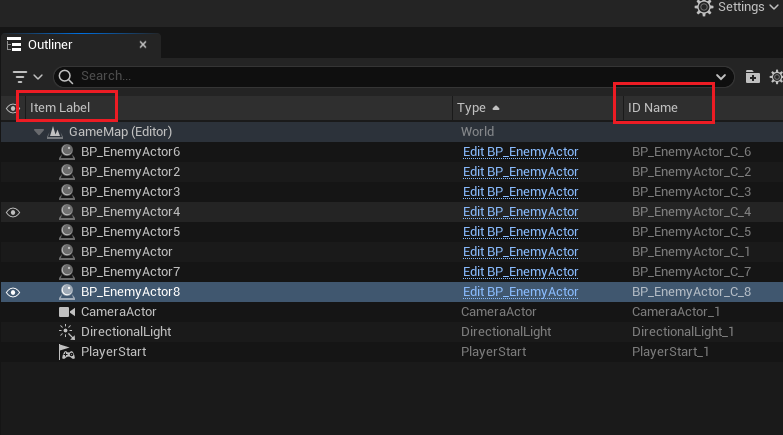 Settings
Outliner
Search...
Item Label Type ID Name
GameMap (Editor) World
BP_EnemyActor6 Edit BP_EnemyActor BP_EnemyActor_C_6
BP_EnemyActor2 Edit BP_EnemyActor BP_EnemyActor_C_2
BP_EnemyActor3 Edit BP_EnemyActor BP_EnemyActor_C_3
BP_EnemyActor4 Edit BP_EnemyActor BP_EnemyActor_C_4
BP_EnemyActor5 Edit BP_EnemyActor BP_EnemyActor_C_5
BP_EnemyActor Edit BP_EnemyActor BP_EnemyActor_C_1
BP_EnemyActor7 Edit BP_EnemyActor BP_EnemyActor_C_7
BP_EnemyActor8 Edit BP_EnemyActor BP_EnemyActor_C_8
CameraActor CameraActor CameraActor_1
DirectionalLight DirectionalLight DirectionalLight_1
PlayerStart PlayerStart PlayerStart_1